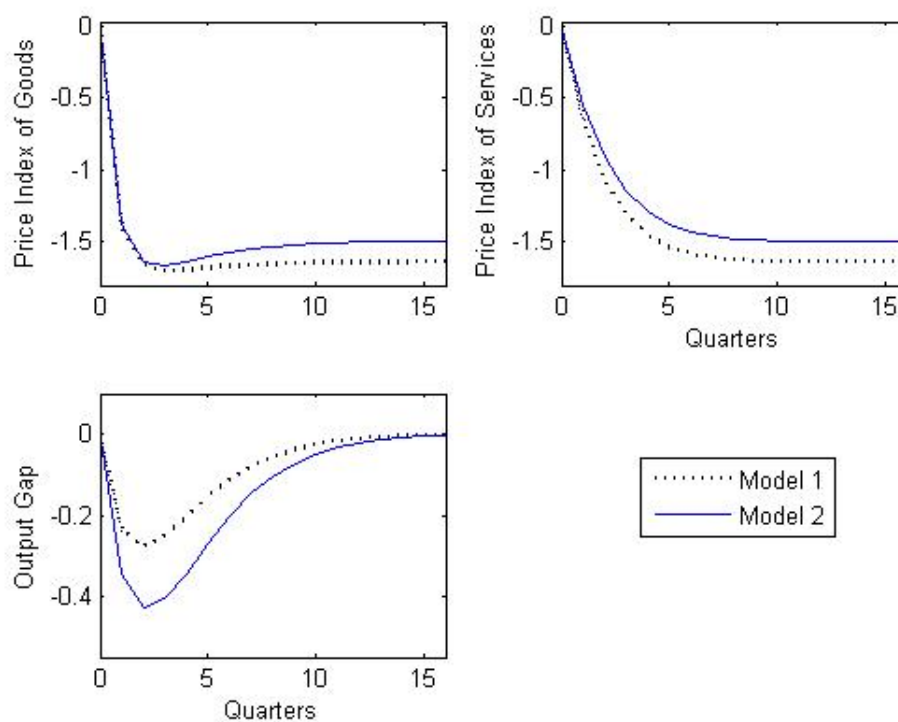 Price Index of Goods
0
-0.5
-1
-1.5
0 5 10 15
Price Index of Services
0
-0.5
-1
-1.5
0 5 10 15
Quarters
Output Gap
0
-0.2
-0.4
0 5 10 15
Quarters
Model 1
Model 2